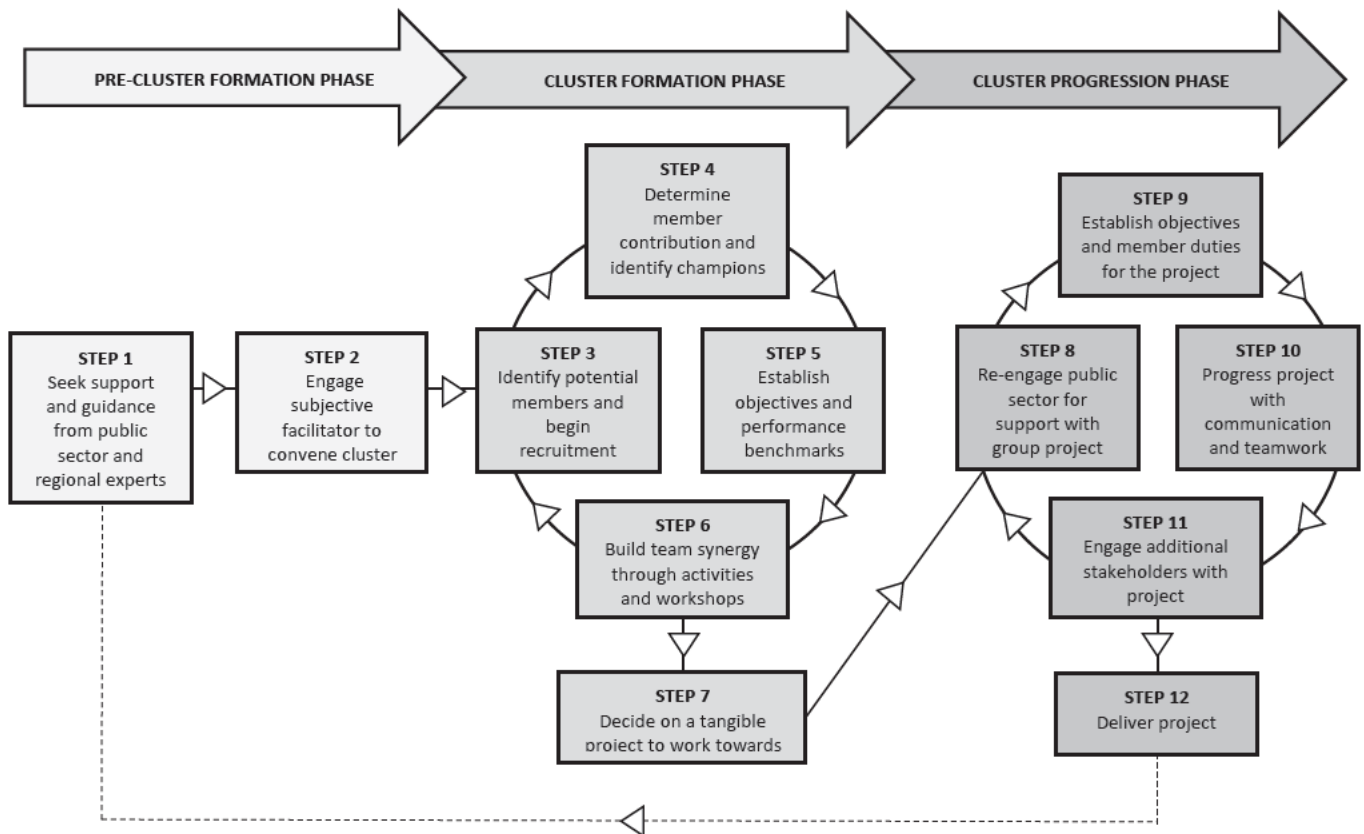 PRE-CLUSTER FORMATION PHASE
CLUSTER FORMATION PHASE
CLUSTER PROGRESSION PHASE
STEP 1
Seek support
and guidance
from public
sector and
regional experts
STEP 2
Engage
subjective
facilitator to
convene cluster
STEP 3
Identify potential
members and
begin
recruitment
STEP 4
Determine
member
contribution and
identify champions
STEP 5
Establish
objectives and
performance
benchmarks
STEP 6
Build team synergy
through activities
and workshops
STEP 7
Decide on a tangible
project to work towards
STEP 8
Re-engage public
sector for
support with
group project
STEP 9
Establish objectives
and member duties
for the project
STEP 10
Progress project
with
communication
and teamwork
STEP 11
Engage additional
stakeholders with
project
STEP 12
Deliver project